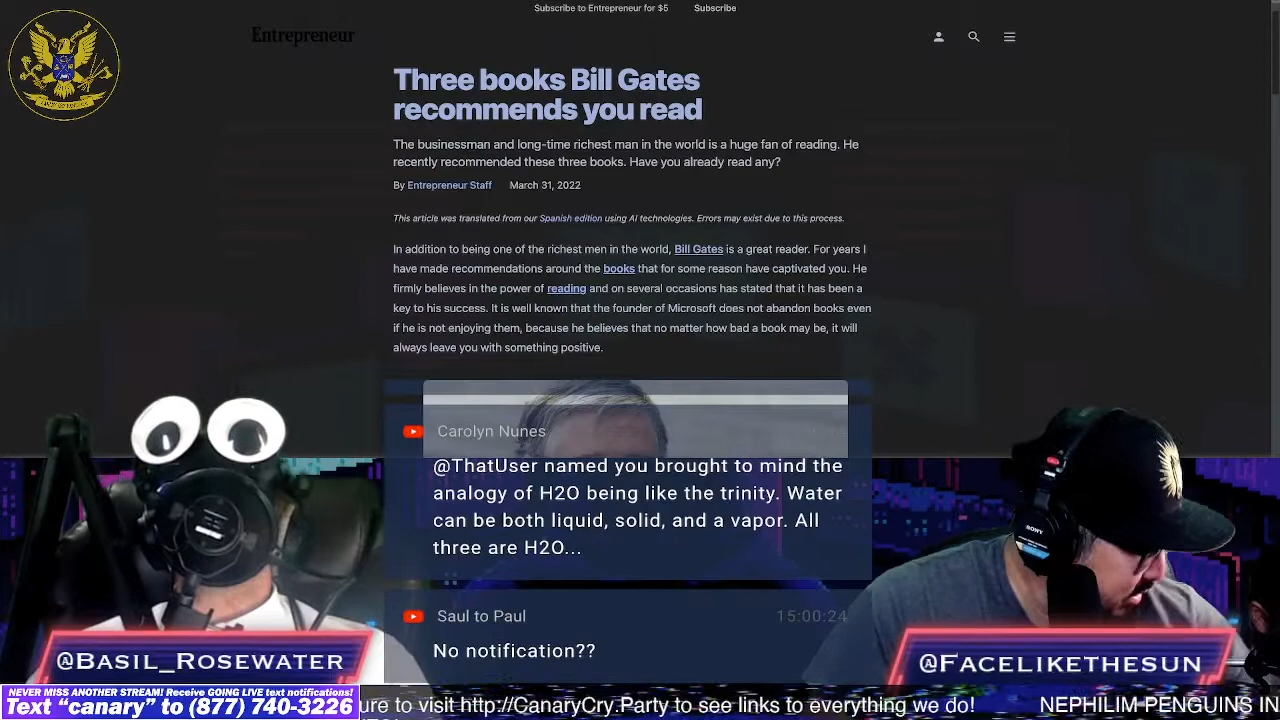 Subscribe to Entrepreneur for $5 Subscribe
Entrepreneur
Three books Bill Gates
recommends you read
The businessman and long-time richest man in the world is a huge fan of reading. He
recently recommended these three books. Have you already read any?
By Entrepreneur Staff March 31, 2022
This article was translated from our Spanish edition using AI technologies. Errors may exist due to this process.
In addition to being one of the richest men in the world, Bill Gates is a great reader. For years I
have made recommendations around the books that for some reason have captivated you. He
firmly believes in the power of reading and on several occasions has stated that it has been a
key to his success. It is well known that the founder of Microsoft does not abandon books even
if he is not enjoying them, because he believes that no matter how bad a book may be, it will
always leave you with something positive.
Carolyn Nunes
@ThatUser named you brought to mind the
analogy of H2O being like the trinity. Water
can be both liquid, solid, and a vapor. All
three are H2O...
Saul to Paul 15:00:24
No notification??
SONY
@BASIL_ROSEWATER
@FACELIKETHESUN
NEVER MISS ANOTHER STREAM! Receive GOING LIVE text notifications!
Text “canary” to (877) 740-3226
ure to visit http://CanaryCry.Party to see links to everything we do! NEPHILIM PENGUINS IN